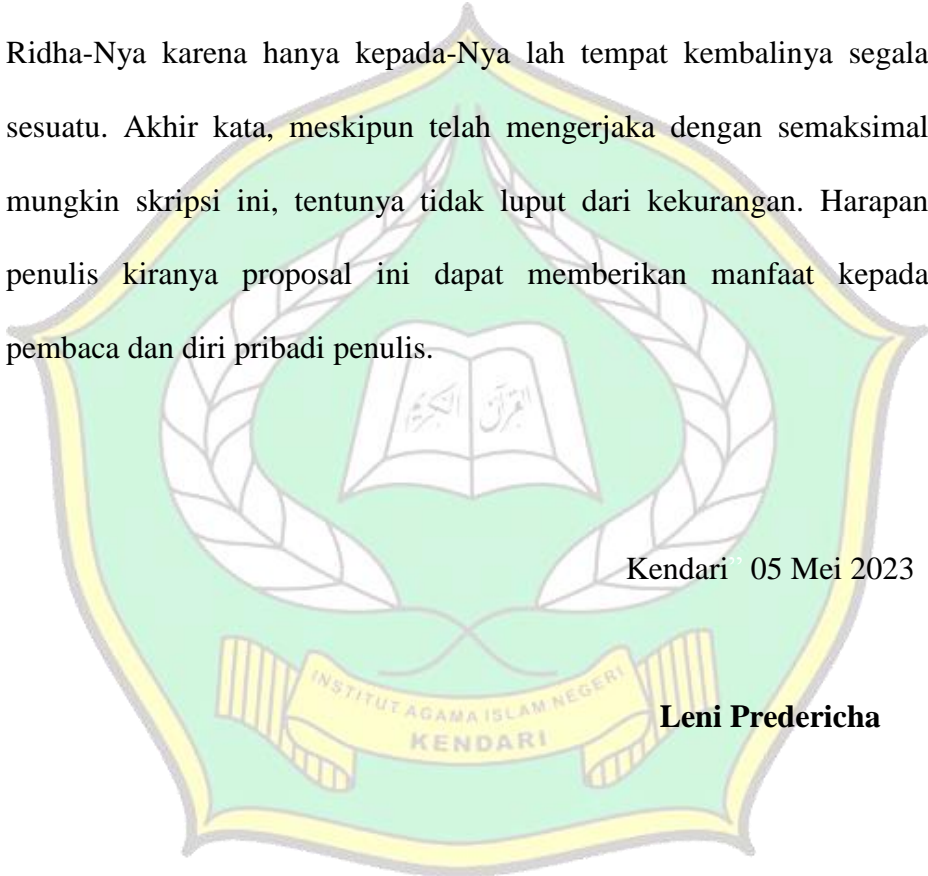 Ridha-Nya karena hanya kepada-Nya lah tempat kembalinya segala
sesuatu. Akhir kata, meskipun telah mengerjaka dengan semaksimal
mungkin skripsi ini, tentunya tidak luput dari kekurangan. Harapan
penulis kiranya proposal ini dapat memberikan manfaat kepada
pembaca dan diri pribadi penulis.
القرآن الكريم
Kendari” 05 Mei 2023
INSTITUT AGAMA ISLAM NEGERI
KENDARI
Leni Predericha